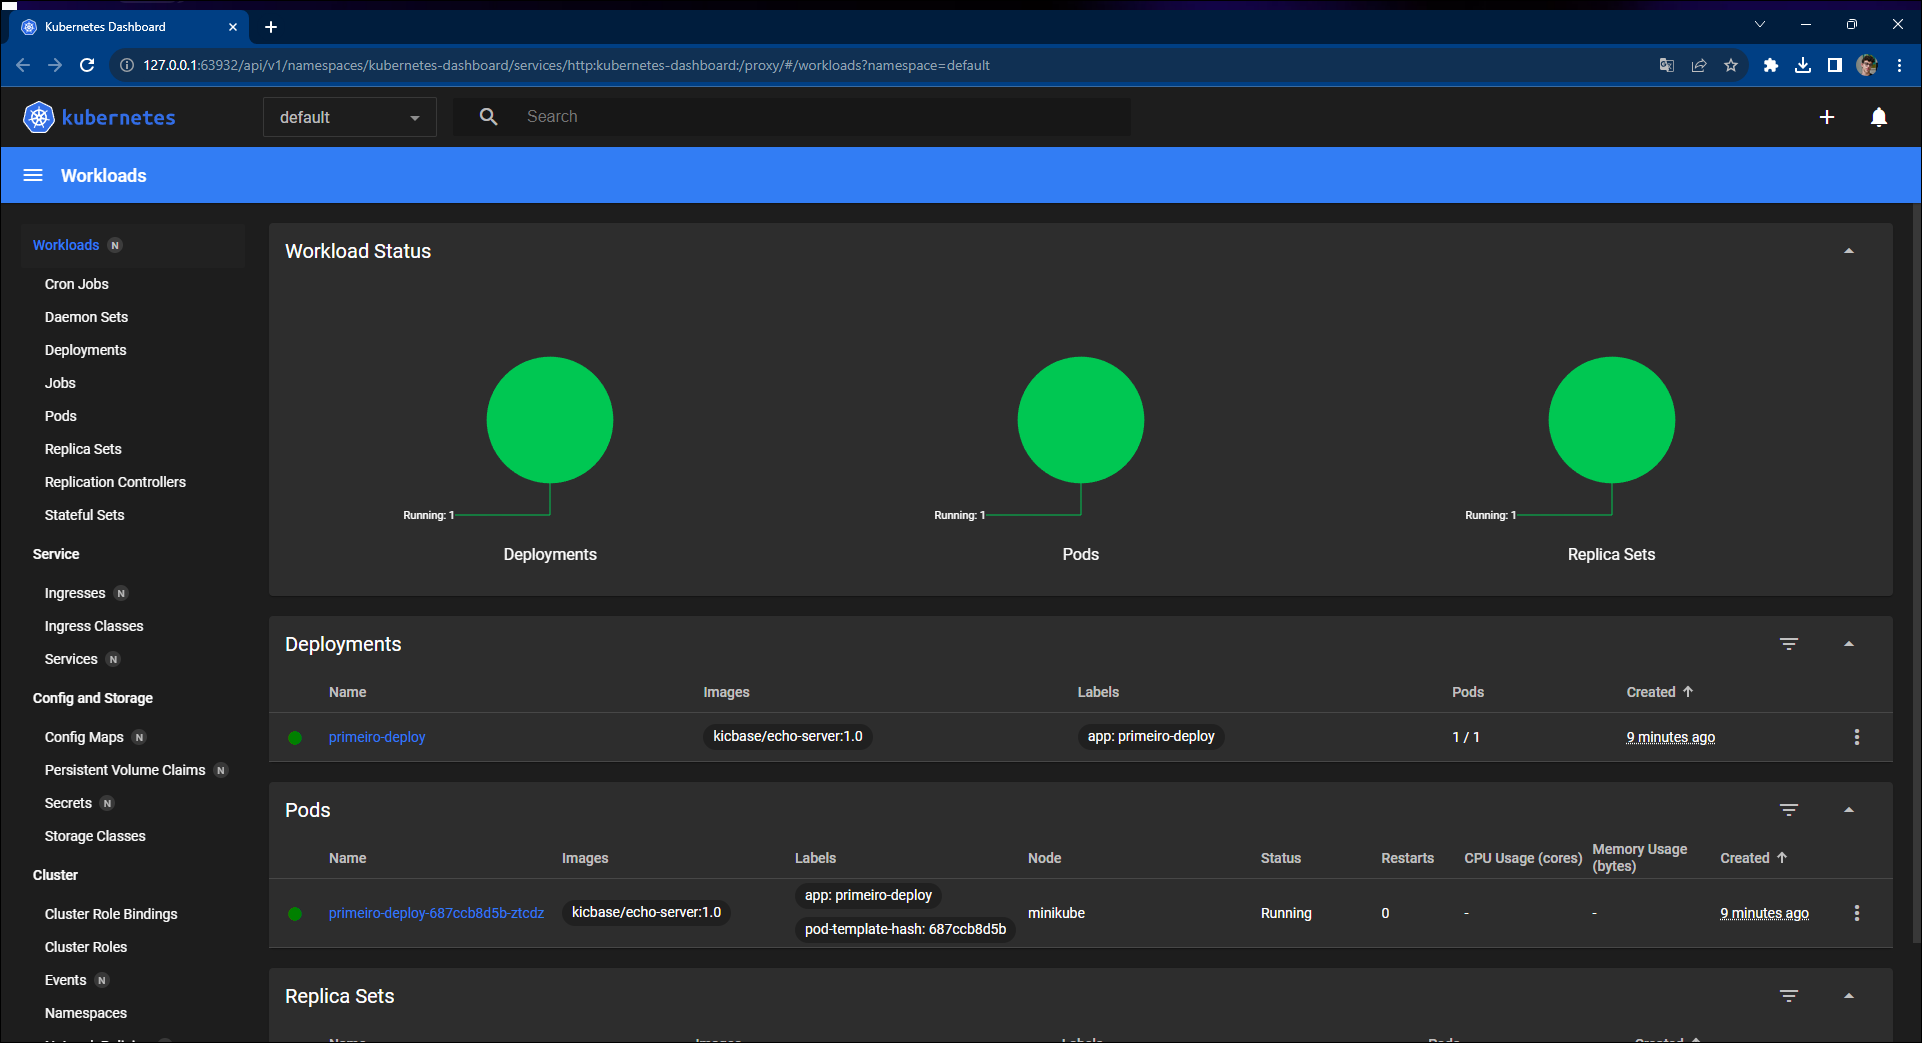 Kubernetes Dashboard
127.0.0.1:63932/api/v1/namespaces/kubernetes-dashboard/services/http:kubernetes-dashboard:/proxy/#/workloads?namespace=default
kubernetes
default
Search
Workloads
Workloads N
Cron Jobs
Daemon Sets
Deployments
Jobs
Pods
Replica Sets
Replication Controllers
Stateful Sets
Service
Ingresses N
Ingress Classes
Services N
Config and Storage
Config Maps N
Persistent Volume Claims N
Secrets N
Storage Classes
Cluster
Cluster Role Bindings
Cluster Roles
Events N
Namespaces
Workload Status
Running: 1
Deployments
Running: 1
Pods
Running: 1
Replica Sets
Deployments
Name Images Labels Pods Created
primeiro-deploy kicbase/echo-server:1.0 app: primeiro-deploy 1 / 1 9 minutes ago
Pods
Name Images Labels Node Status Restarts CPU Usage (cores) Memory Usage (bytes) Created
primeiro-deploy-687ccb8d5b-ztcdz kicbase/echo-server:1.0 app: primeiro-deploy pod-template-hash: 687ccb8d5b minikube Running 0 - - 9 minutes ago
Replica Sets
Name Images Labels Pods Created